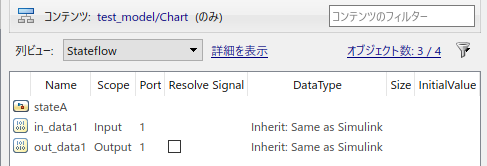 コンテンツ: test_model/Chart (のみ)
コンテンツのフィルター
列ビュー: Stateflow 詳細を表示 オブジェクト数: 3 / 4
Name Scope Port Resolve Signal DataType Size InitialValue
stateA
in_data1 Input 1 Inherit: Same as Simulink
out_data1 Output 1 Inherit: Same as Simulink